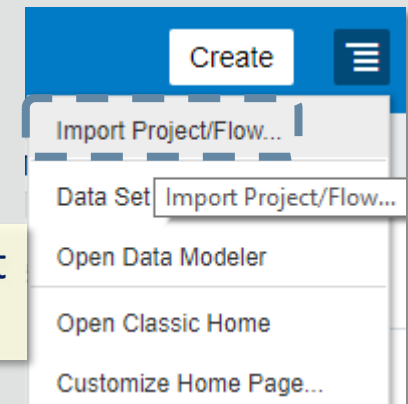 Create
Import Project/Flow...
Data Set
Import Project/Flow...
Open Data Modeler
t
Open Classic Home
Customize Home Page...